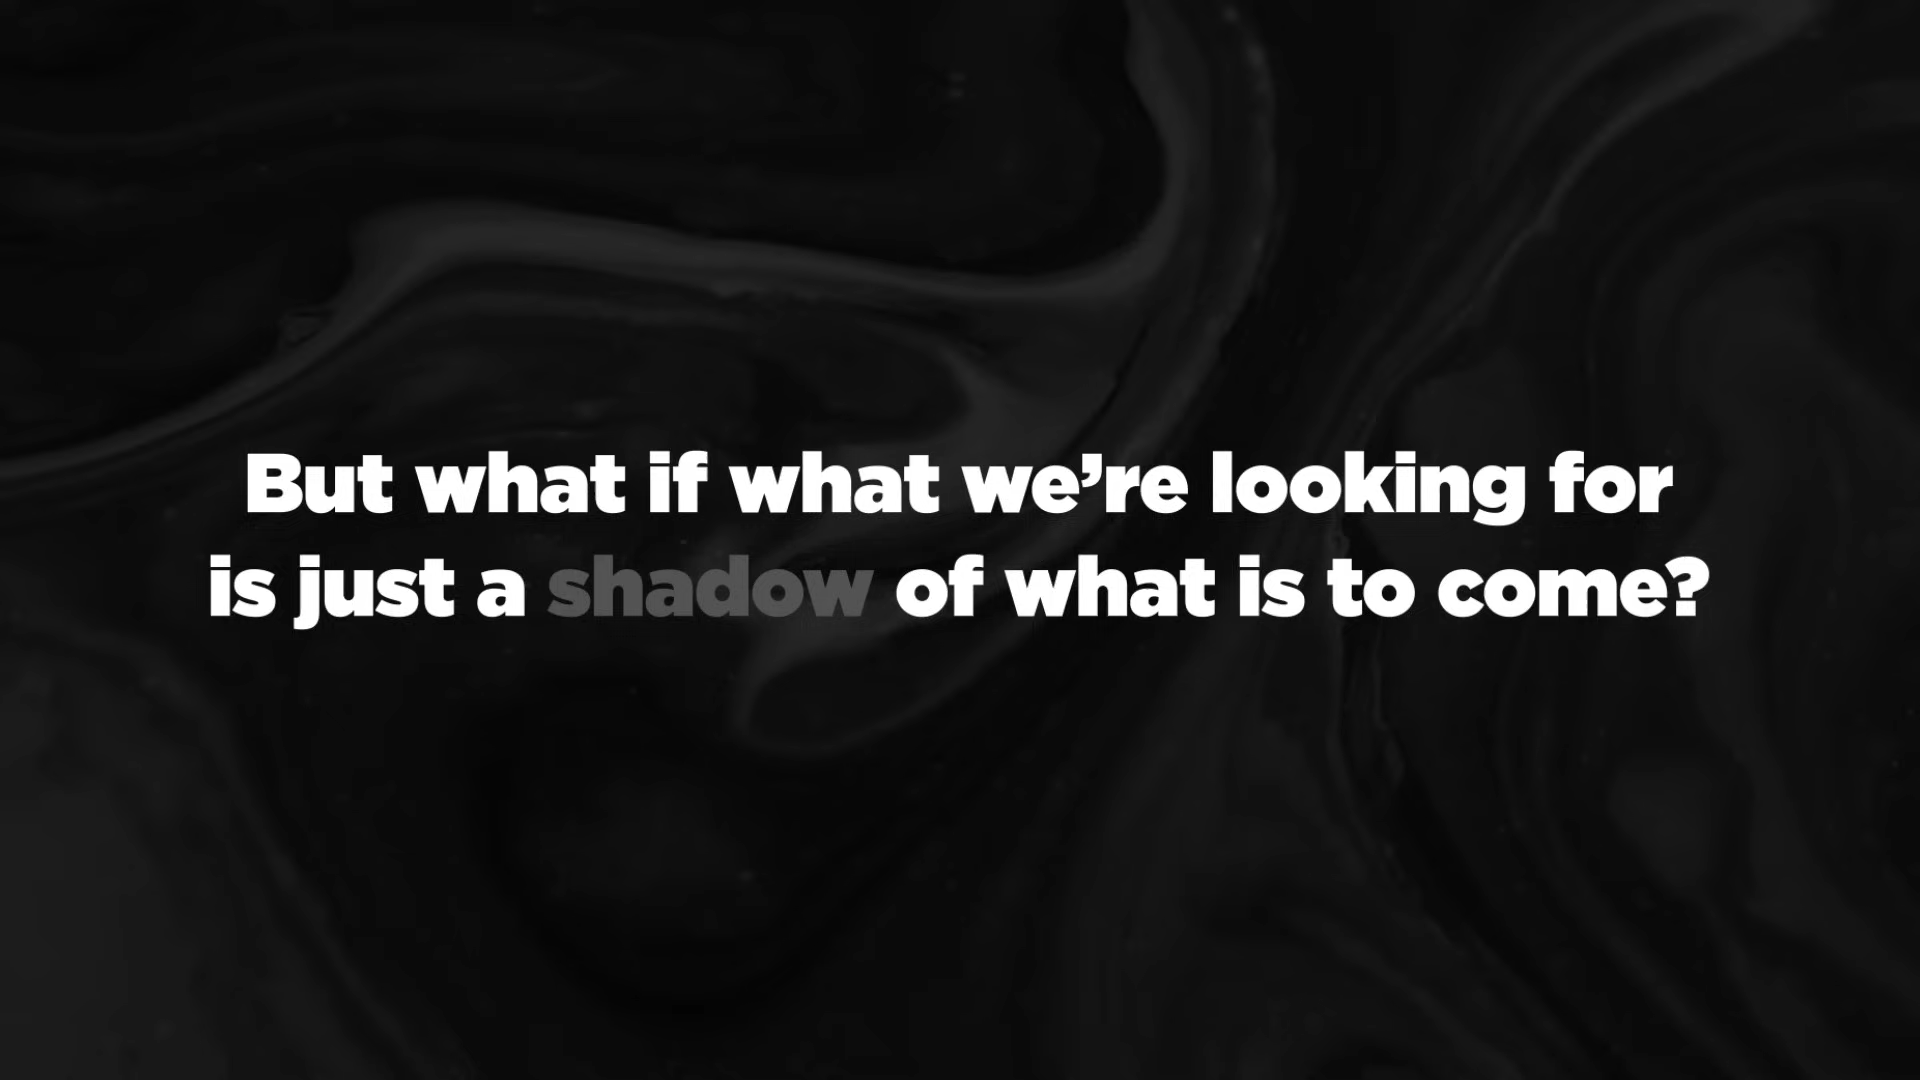 But what if what we’re looking for
is just a shadow of what is to come?